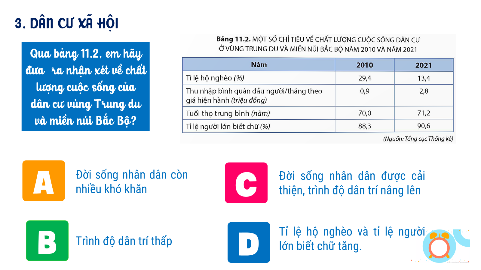 3. DÂN CƯ XÃ HỘI
Qua bảng 11.2, em hãy
đưa ra nhận xét về chất
lượng cuộc sống của
dân cư vùng Trung du
và miền núi Bắc Bộ?
Bảng 11.2. MỘT SỐ CHỈ TIÊU VỀ CHẤT LƯỢNG CUỘC SỐNG DÂN CƯ
Ở VÙNG TRUNG DU VÀ MIỀN NÚI BẮC BỘ NĂM 2010 VÀ NĂM 2021
Năm 2010 2021
Tỉ lệ hộ nghèo (%) 29,4 13,4
Thu nhập bình quân đầu người/tháng theo
giá hiện hành (triệu đồng) 0,9 2,8
Tuổi thọ trung bình (năm) 70,0 71,2
Tỉ lệ người lớn biết chữ (%) 88,3 90,6
(Nguồn: Tổng cục Thống kê)
A Đời sống nhân dân còn
nhiều khó khăn
C Đời sống nhân dân được cải
thiện, trình độ dân trí nâng lên
B Trình độ dân trí thấp
D Tỉ lệ hộ nghèo và tỉ lệ người
lớn biết chữ tăng.